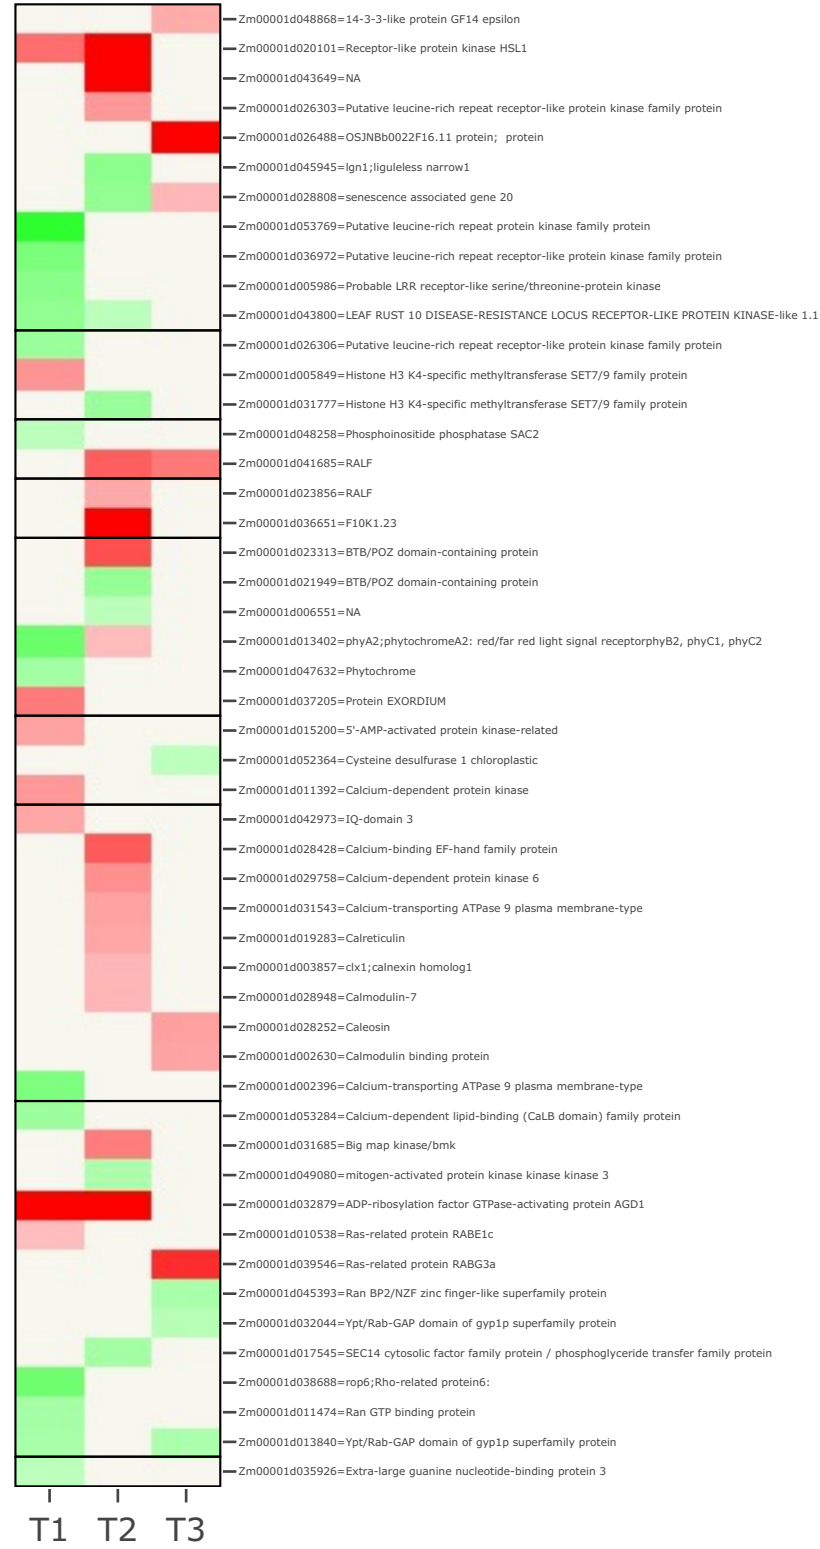 Zm00001d048868=14-3-3-like protein GF14 epsilon
Zm00001d020101=Receptor-like protein kinase HSL1
Zm00001d043649=NA
Zm00001d026303=Putative leucine-rich repeat receptor-like protein kinase family protein
Zm00001d026488=OSJNBb0022F16.11 protein;  protein
Zm00001d045945=lgn1;liguleless narrow1
Zm00001d028808=senescence associated gene 20
Zm00001d053769=Putative leucine-rich repeat protein kinase family protein
Zm00001d036972=Putative leucine-rich repeat receptor-like protein kinase family protein
Zm00001d005986=Probable LRR receptor-like serine/threonine-protein kinase
Zm00001d043800=LEAF RUST 10 DISEASE-RESISTANCE LOCUS RECEPTOR-LIKE PROTEIN KINASE-like 1.1
Zm00001d026306=Putative leucine-rich repeat receptor-like protein kinase family protein
Zm00001d005849=Histone H3 K4-specific methyltransferase SET7/9 family protein
Zm00001d031777=Histone H3 K4-specific methyltransferase SET7/9 family protein
Zm00001d048258=Phosphoinositide phosphatase SAC2
Zm00001d041685=RALF
Zm00001d023856=RALF
Zm00001d036651=F10K1.23
Zm00001d023313=BTB/POZ domain-containing protein
Zm00001d021949=BTB/POZ domain-containing protein
Zm00001d006551=NA
Zm00001d013402=phyA2;phytochromeA2: red/far red light signal receptorphyB2, phyC1, phyC2
Zm00001d047632=Phytochrome
Zm00001d037205=Protein EXORDIUM
Zm00001d015200=5'-AMP-activated protein kinase-related
Zm00001d052364=Cysteine desulfurase 1 chloroplastic
Zm00001d011392=Calcium-dependent protein kinase
Zm00001d042973=IQ-domain 3
Zm00001d028428=Calcium-binding EF-hand family protein
Zm00001d029758=Calcium-dependent protein kinase 6
Zm00001d031543=Calcium-transporting ATPase 9 plasma membrane-type
Zm00001d019283=Calreticulin
Zm00001d003857=clx1;calnexin homolog1
Zm00001d028948=Calmodulin-7
Zm00001d028252=Caleosin
Zm00001d002630=Calmodulin binding protein
Zm00001d002396=Calcium-transporting ATPase 9 plasma membrane-type
Zm00001d053284=Calcium-dependent lipid-binding (CaLB domain) family protein
Zm00001d031685=Big map kinase/bmk
Zm00001d049080=mitogen-activated protein kinase kinase kinase 3
Zm00001d032879=ADP-ribosylation factor GTPase-activating protein AGD1
Zm00001d010538=Ras-related protein RABE1c
Zm00001d039546=Ras-related protein RABG3a
Zm00001d045393=Ran BP2/NZF zinc finger-like superfamily protein
Zm00001d032044=Ypt/Rab-GAP domain of gyp1p superfamily protein
Zm00001d017545=SEC14 cytosolic factor family protein / phosphoglyceride transfer family protein
Zm00001d038688=rop6;Rho-related protein6:
Zm00001d011474=Ran GTP binding protein
Zm00001d013840=Ypt/Rab-GAP domain of gyp1p superfamily protein
Zm00001d035926=Extra-large guanine nucleotide-binding protein 3
T1 T2 T3